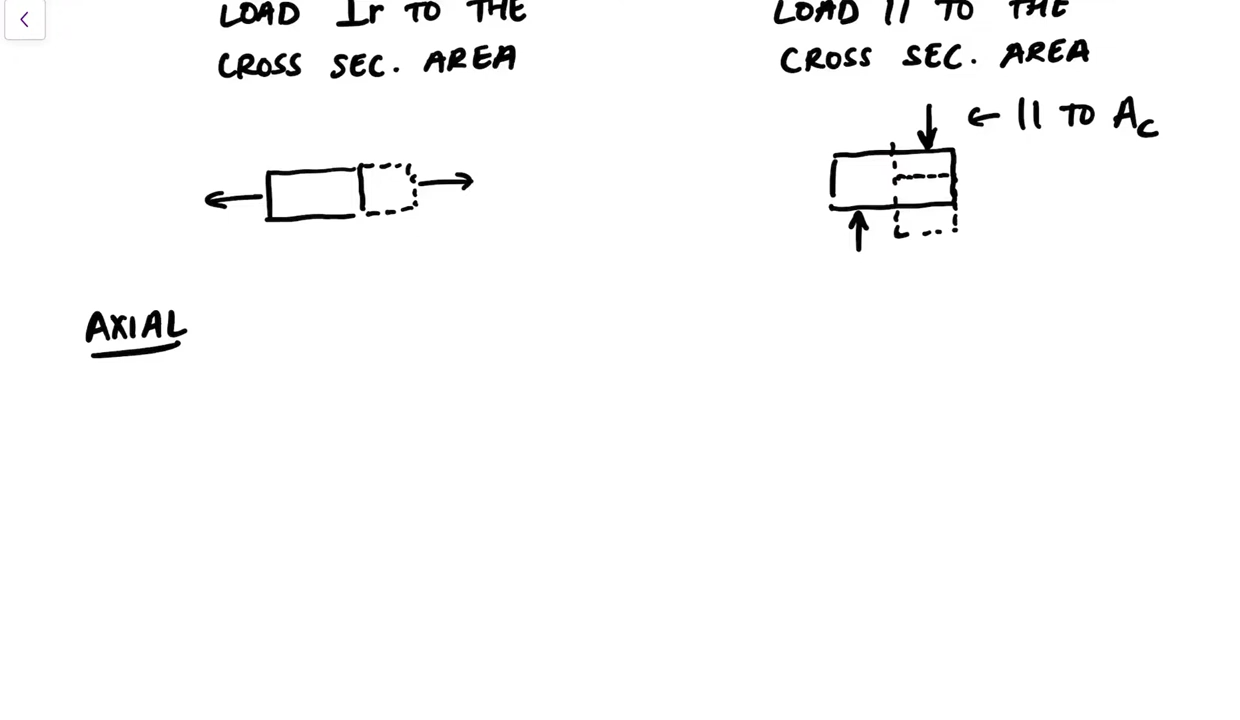 LOAD ⊥r TO THE
CROSS SEC. AREA
LOAD || TO THE
CROSS SEC. AREA
← || TO Ac
AXIAL